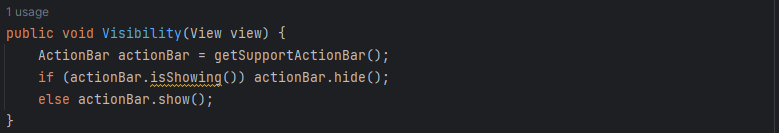 1 usage
public void Visibility(View view) {
    ActionBar actionBar = getSupportActionBar();
    if (actionBar.isShowing()) actionBar.hide();
    else actionBar.show();
}